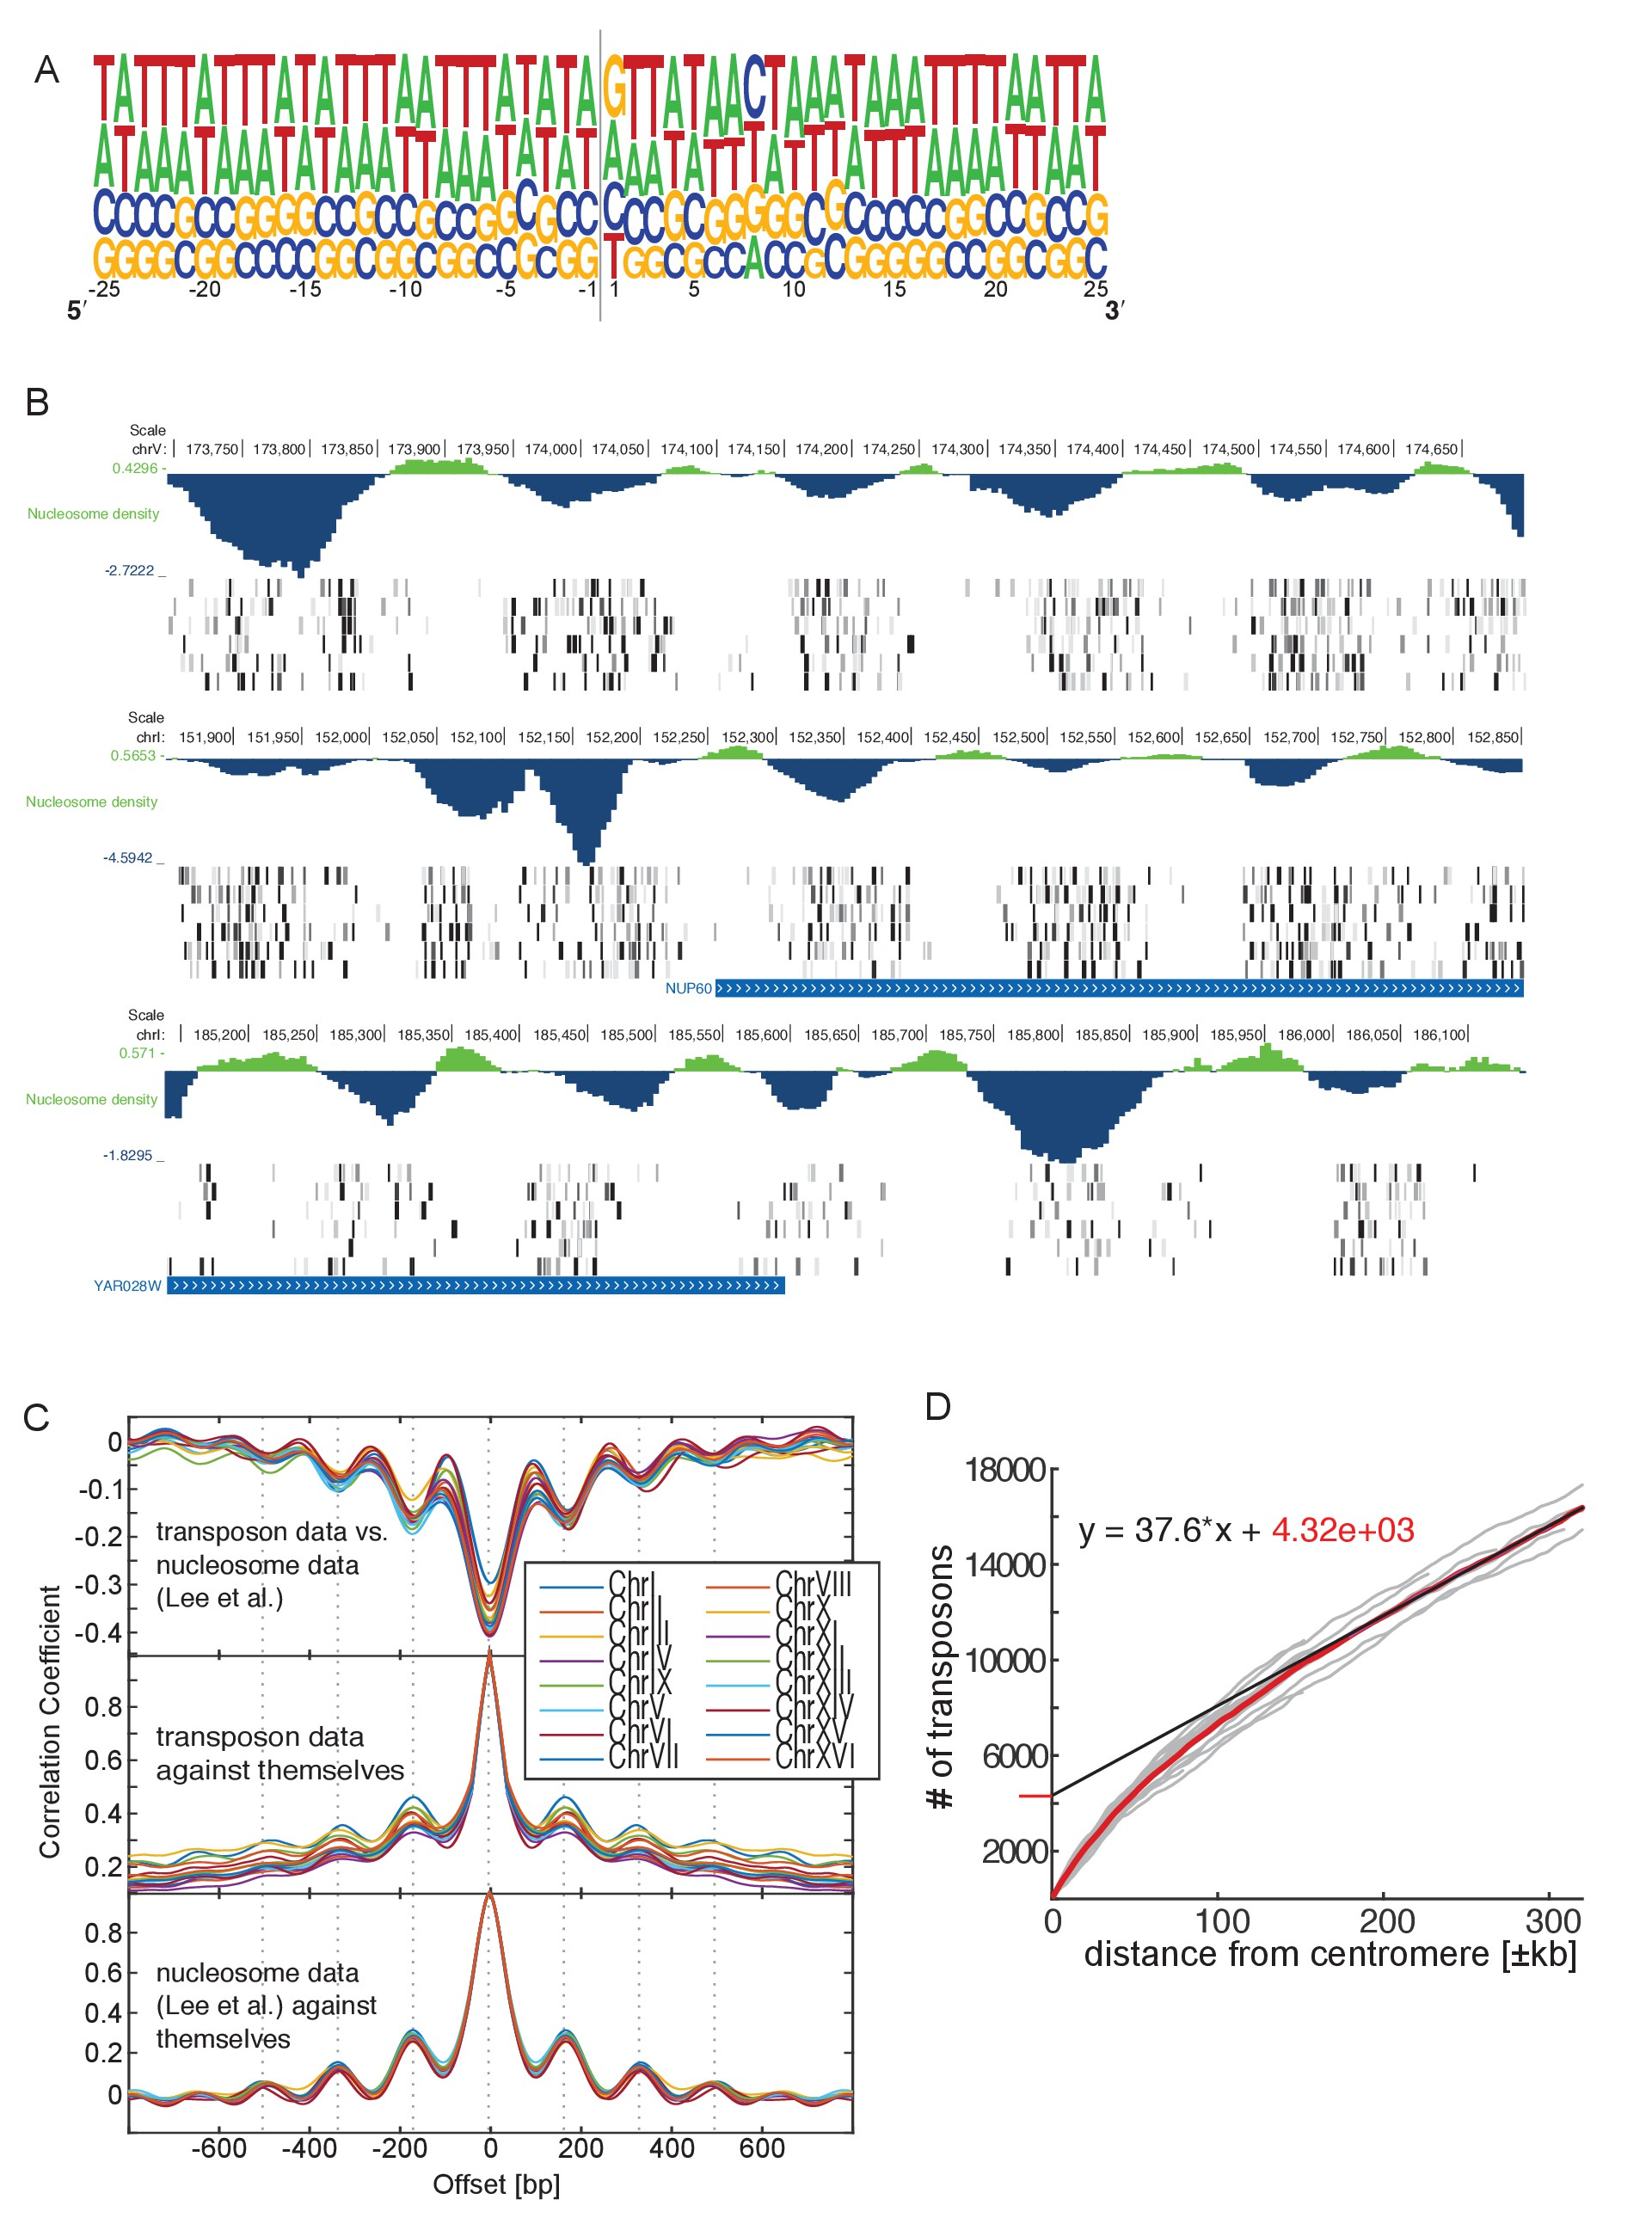 A
TATTTATTTATATTTAATTTATATA GTTATAACTAAATAAATTTTAATTA
ATAAATAAATATAAATTAAATATAT AAATATTTATTTATTTAAAATTAAT
CCCCGCCGGGGCCGCCGCCGGCGCC CCCGCGGGGGCGCCCCCGGCCGCCG
GGGGCGGCCCCGGCGGCGGCCGCGG TGGCGCCACCGCGGGGGCCGGCGGC
-25 -20 -15 -10 -5 -1 1 5 10 15 20 25
5′ 3′
B
Scale
chrV: 173,750 173,800 173,850 173,900 173,950 174,000 174,050 174,100 174,150 174,200 174,250 174,300 174,350 174,400 174,450 174,500 174,550 174,600 174,650
0.4296 -
Nucleosome density
-2.7222 _
Scale
chrI: 151,900 151,950 152,000 152,050 152,100 152,150 152,200 152,250 152,300 152,350 152,400 152,450 152,500 152,550 152,600 152,650 152,700 152,750 152,800 152,850
0.5653 -
Nucleosome density
-4.5942 _
NUP60
Scale
chrI: 185,200 185,250 185,300 185,350 185,400 185,450 185,500 185,550 185,600 185,650 185,700 185,750 185,800 185,850 185,900 185,950 186,000 186,050 186,100
0.571 -
Nucleosome density
-1.8295 _
YAR028W
C
0
-0.1
-0.2
-0.3
-0.4
transposon data vs.
nucleosome data
(Lee et al.)
ChrI ChrVIII
ChrII ChrX
ChrIII ChrXI
ChrIV ChrXII
ChrIX ChrXIII
ChrV ChrXIV
ChrVI ChrXV
ChrVII ChrXVI
Correlation Coefficient
0.8
0.6
0.4
0.2
transposon data
against themselves
0.8
0.6
0.4
0.2
0
nucleosome data
(Lee et al.) against
themselves
-600 -400 -200 0 200 400 600
Offset [bp]
D
# of transposons
18000
14000
10000
6000
2000
y = 37.6*x + 4.32e+03
0 100 200 300
distance from centromere [±kb]